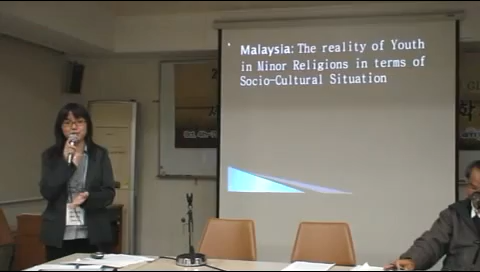 Malaysia: The reality of Youth
in Minor Religions in terms of
Socio-Cultural Situation